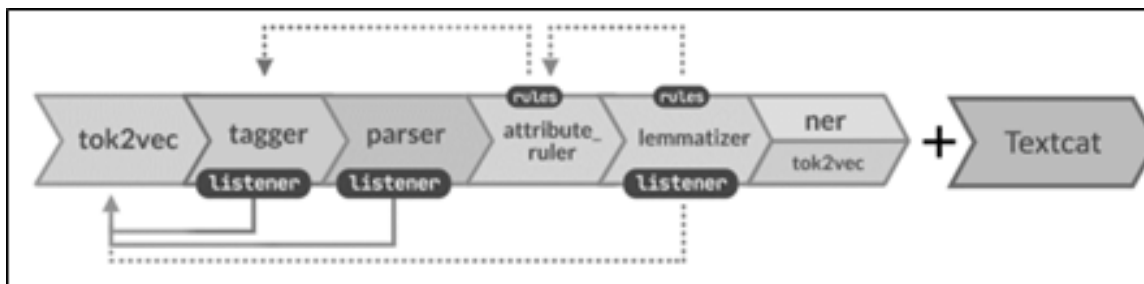 tok2vec
tagger
parser
rules
attribute_
ruler
rules
lemmatizer
ner
tok2vec
+
Textcat
listener
listener
listener